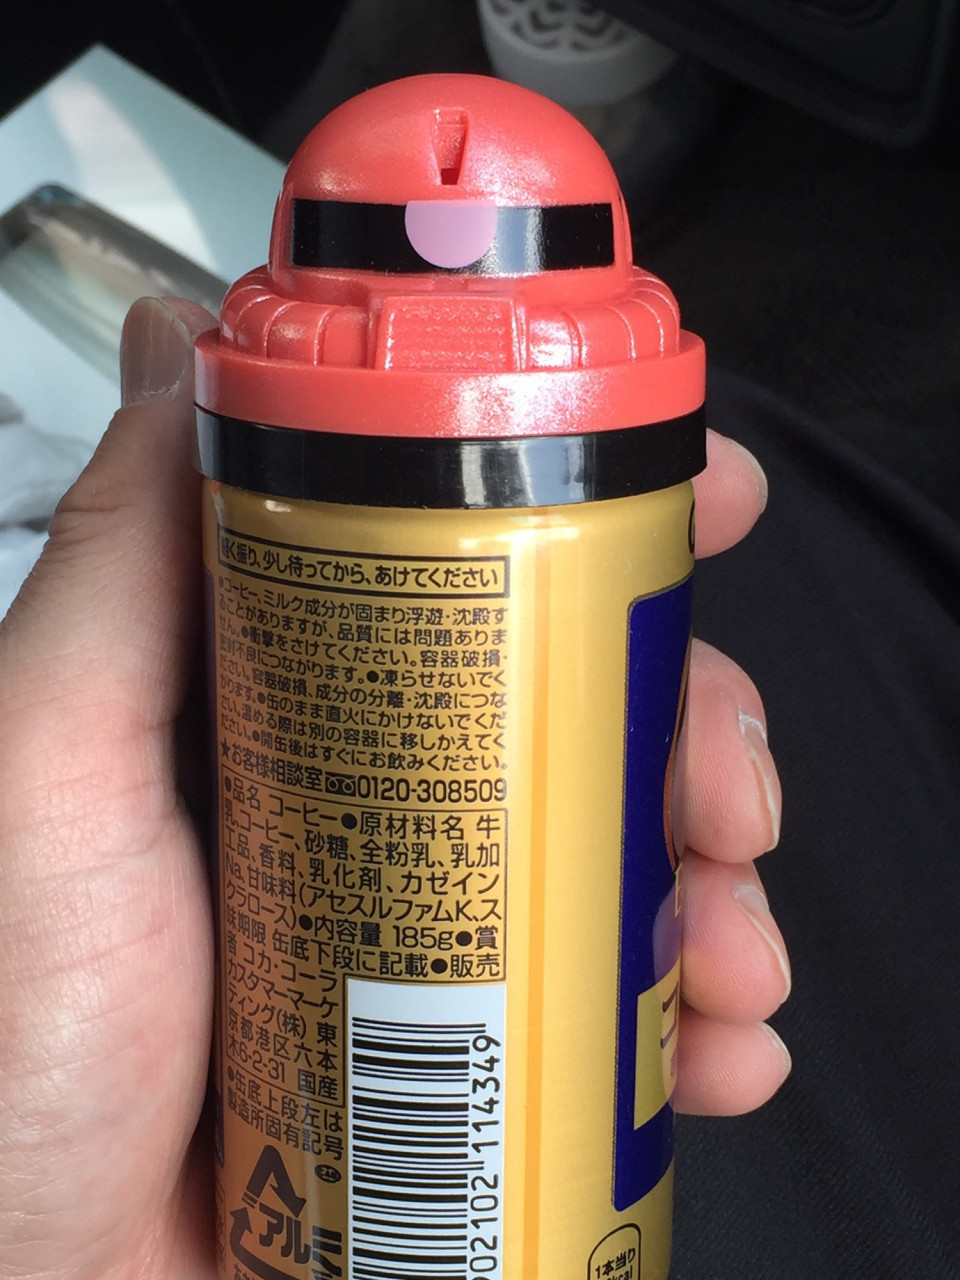 軽く振り、少し待ってから、あけてください
●コーヒー、ミルク成分が固まり浮遊・沈殿す
ることがありますが、品質には問題ありま
せん。●衝撃をさけてください。容器破損・
密封不良につながります。●凍らせないでく
ださい。容器破損、成分の分離・沈殿につな
がります。●缶のまま直火にかけないでくだ
さい。温める際は別の容器に移しかえてく
ださい。●開缶後はすぐにお飲みください。
★お客様相談室 0120-308509
●品名 コーヒー●原材料名 牛
乳、コーヒー、砂糖、全粉乳、乳加
工品、香料、乳化剤、カゼイン
Na、甘味料(アセスルファムK、ス
クラロース)●内容量 185g●賞
味期限 缶底下段に記載●販売
者 コカ・コーラ
カスタマーマーケ
ティング(株) 東
京都港区六本
木6-2-31 国産
●缶底上段左は
製造所固有記号
アルミ
902102 114349
1本当り
kcal